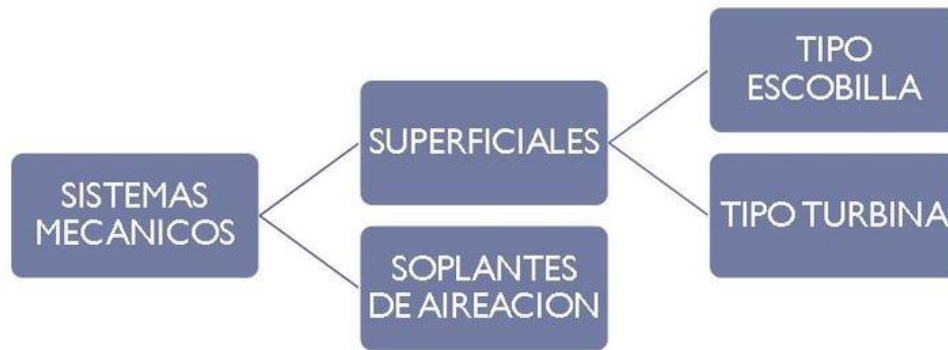 SISTEMAS
MECANICOS
SUPERFICIALES
SOPLANTES
DE AIREACION
TIPO
ESCOBILLA
TIPO TURBINA